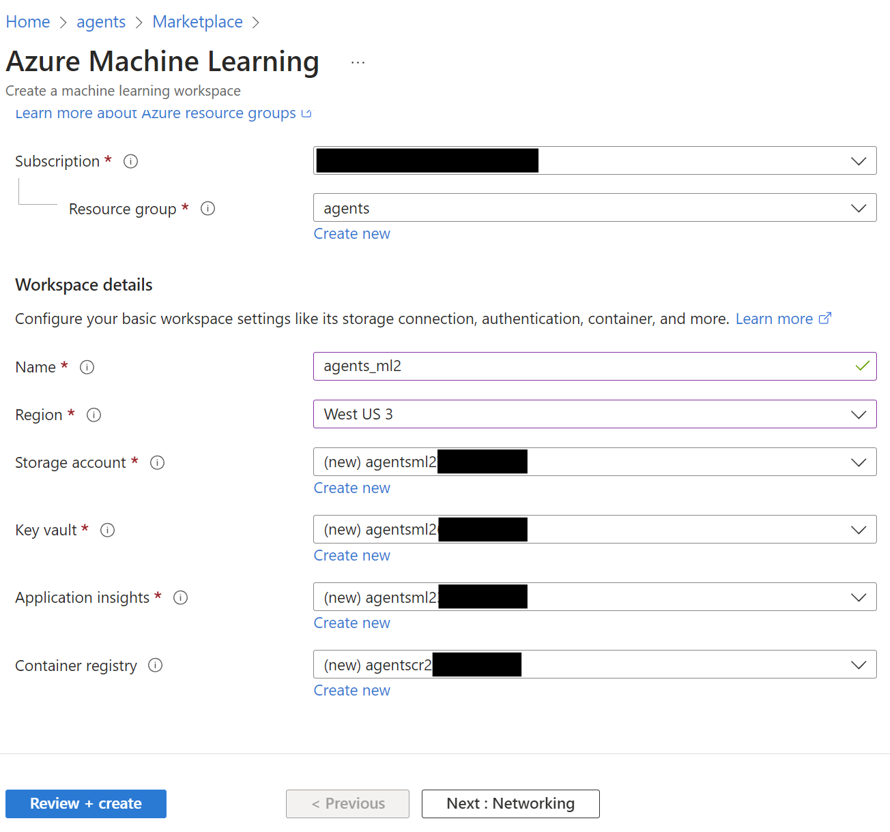 Home > agents > Marketplace >
Azure Machine Learning ...
Create a machine learning workspace
Learn more about Azure resource groups
Subscription *
Resource group * agents
Create new
Workspace details
Configure your basic workspace settings like its storage connection, authentication, container, and more. Learn more
Name * agents_ml2
Region * West US 3
Storage account * (new) agentsml2
Create new
Key vault * (new) agentsml2
Create new
Application insights * (new) agentsml2
Create new
Container registry (new) agentscr2
Create new
Review + create < Previous Next : Networking